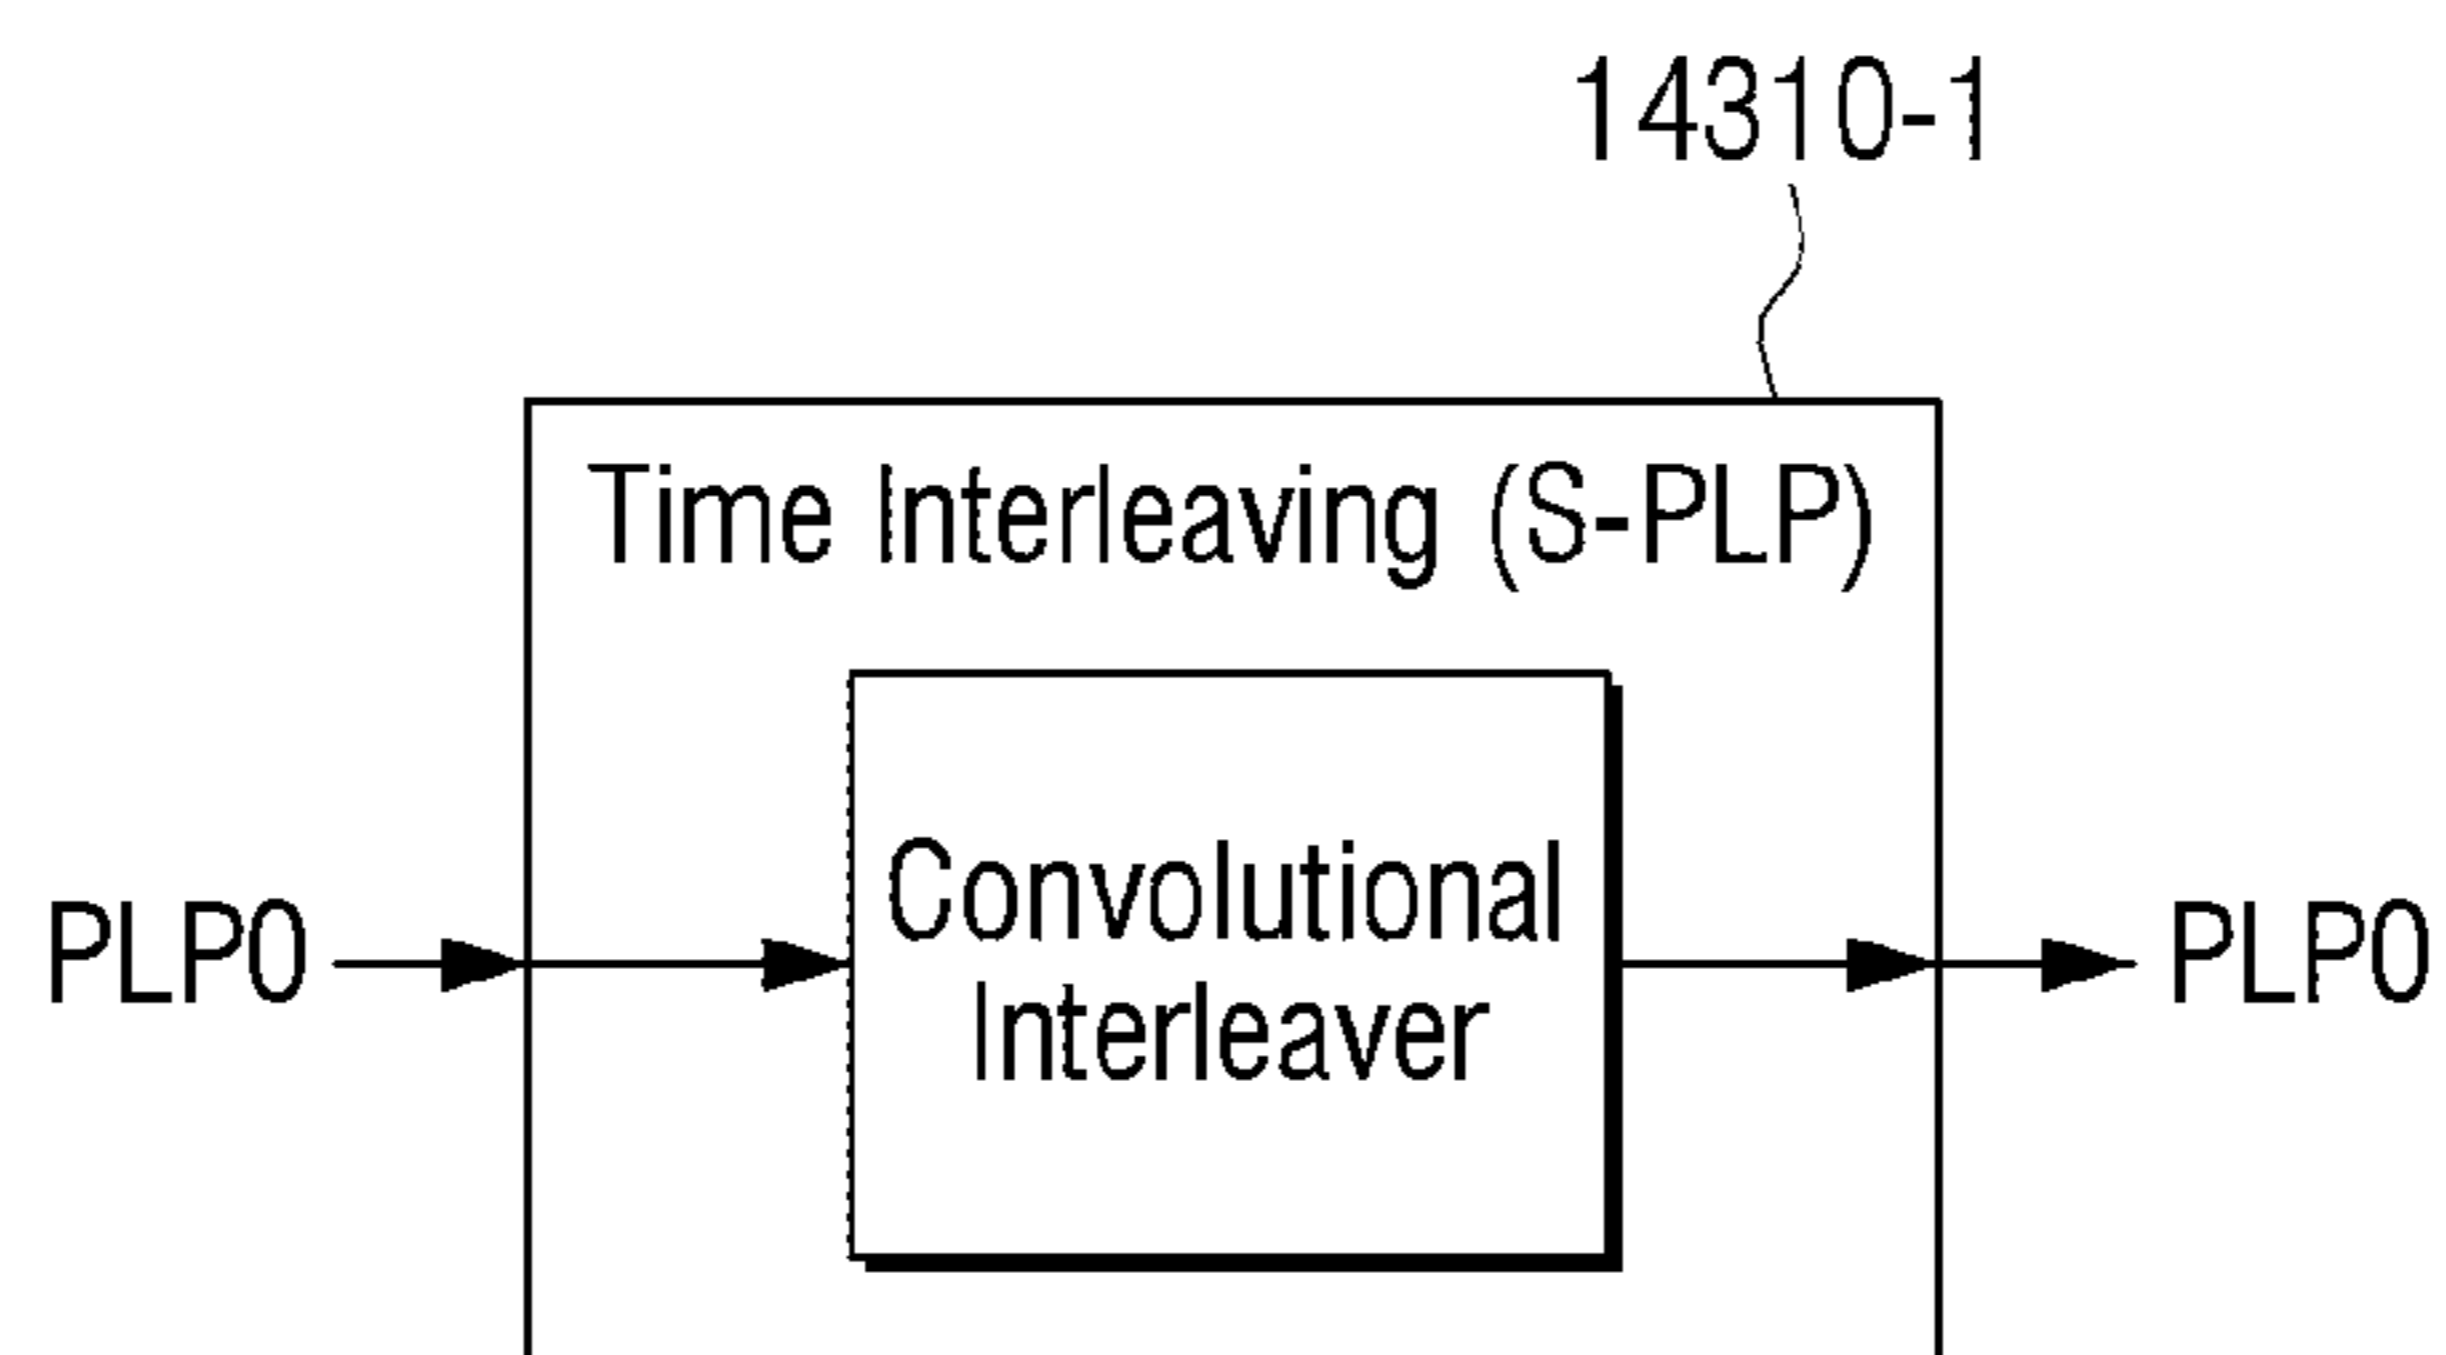 14310-1
Time Interleaving (S-PLP)
PLP0
Convolutional
Interleaver
PLP0